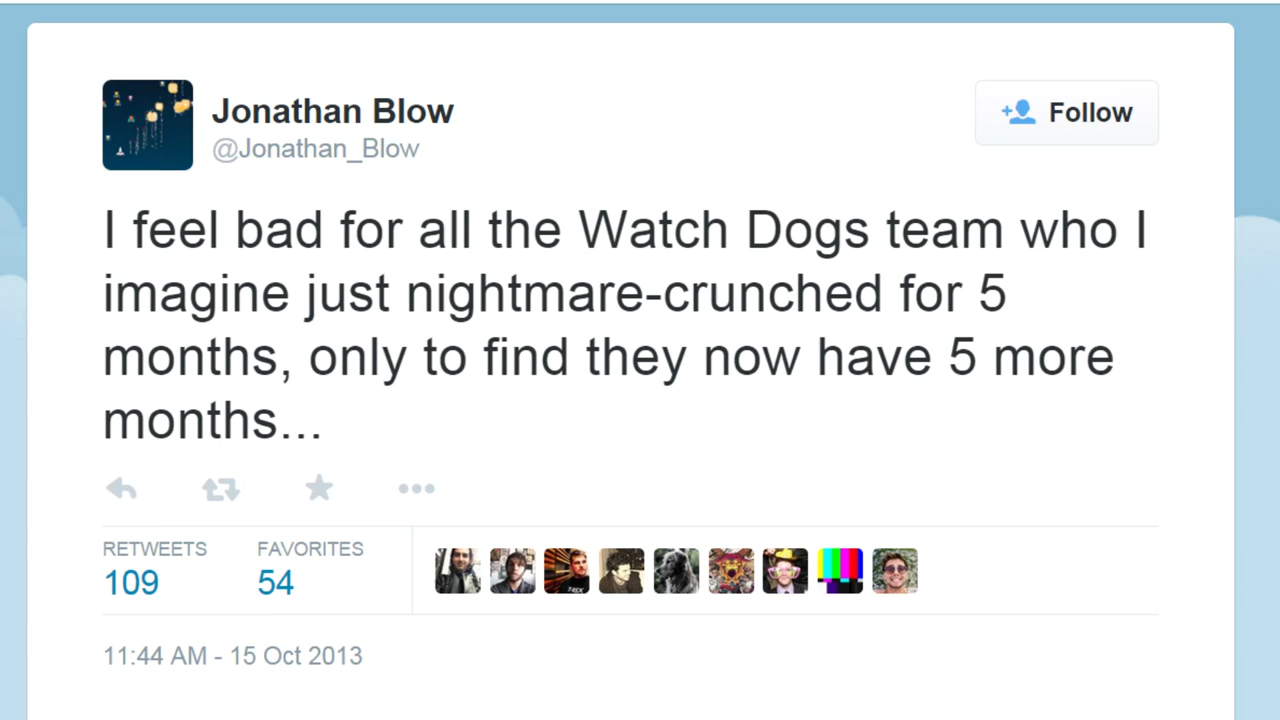 Jonathan Blow
@Jonathan_Blow
Follow
I feel bad for all the Watch Dogs team who I
imagine just nightmare-crunched for 5
months, only to find they now have 5 more
months...
RETWEETS
109
FAVORITES
54
11:44 AM - 15 Oct 2013